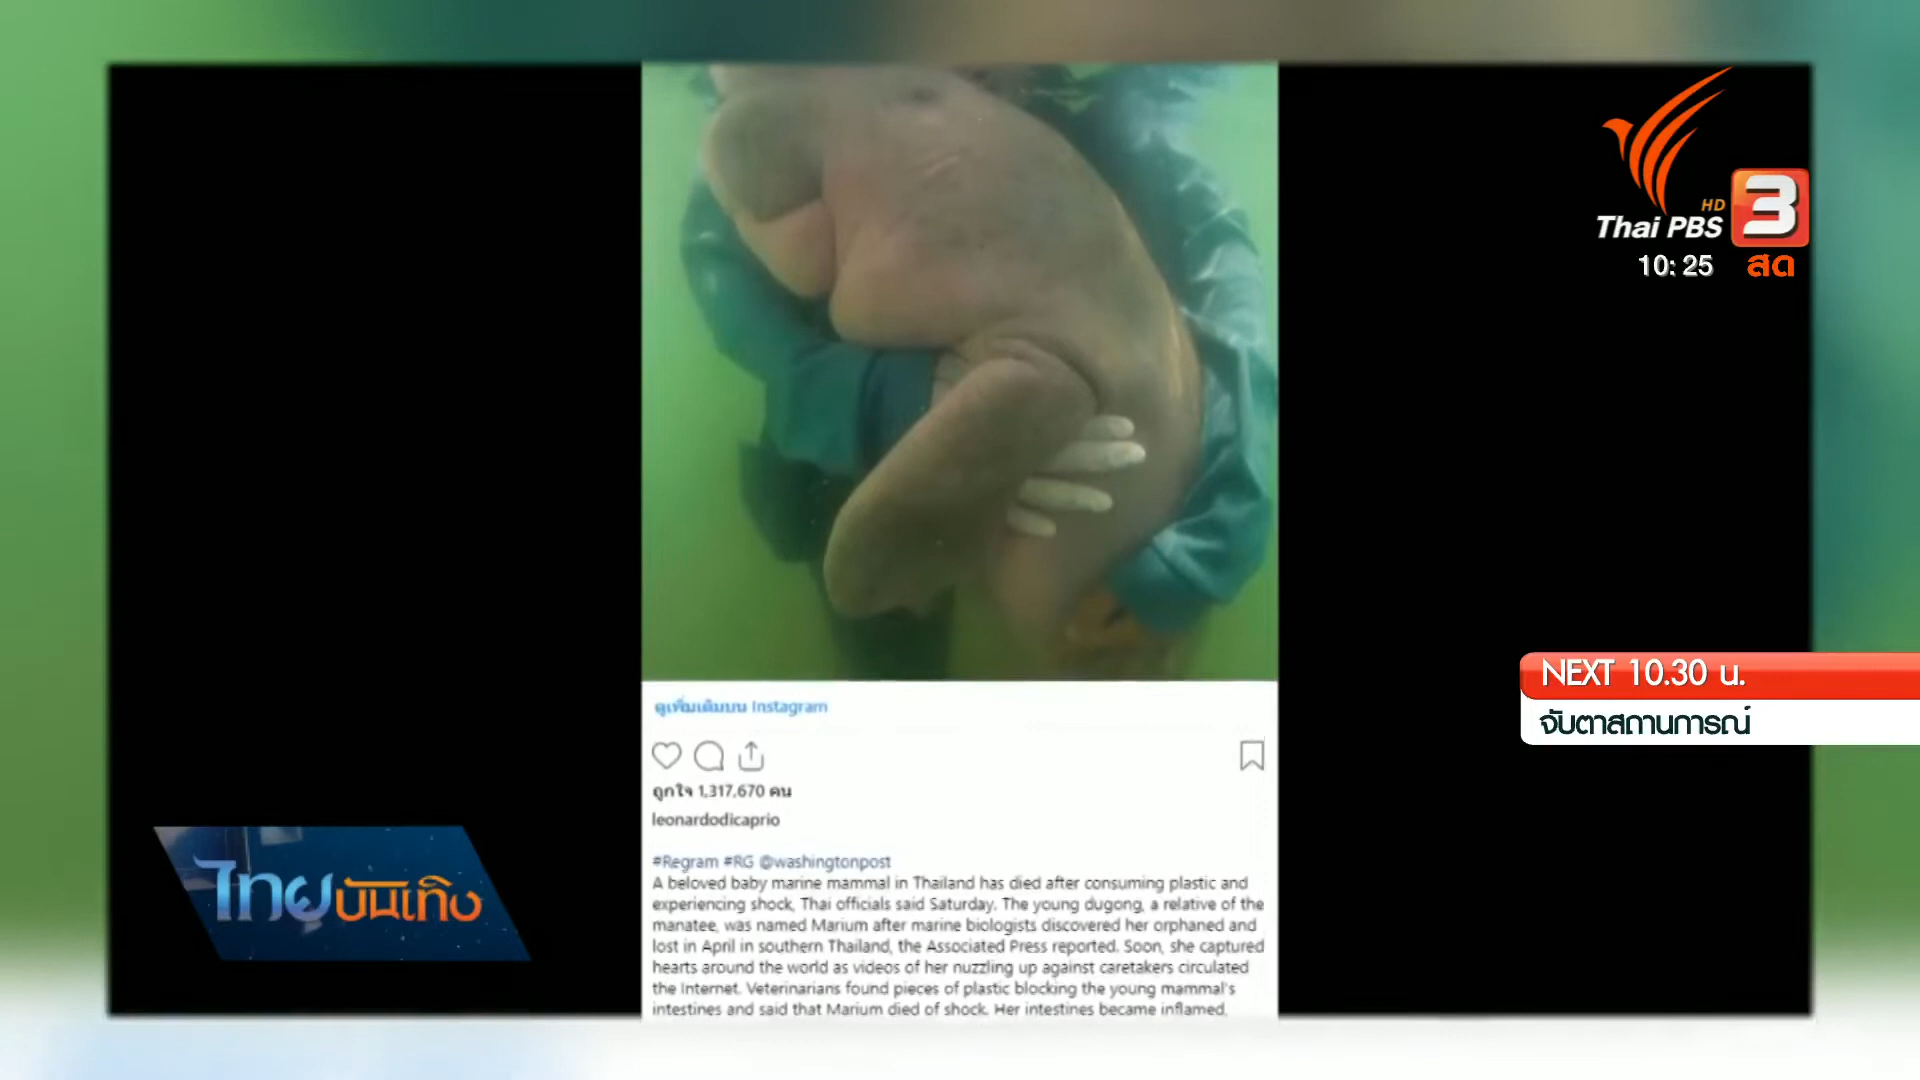 HD
Thai PBS 3
10: 25 สด
NEXT 10.30 น.
จับตาสถานการณ์
ดูเพิ่มเติมบน Instagram
ถูกใจ 1,317,670 คน
leonardodicaprio
#Regram #RG @washingtonpost
A beloved baby marine mammal in Thailand has died after consuming plastic and
experiencing shock, Thai officials said Saturday. The young dugong, a relative of the
manatee, was named Marium after marine biologists discovered her orphaned and
lost in April in southern Thailand, the Associated Press reported. Soon, she captured
hearts around the world as videos of her nuzzling up against caretakers circulated
the Internet. Veterinarians found pieces of plastic blocking the young mammal's
intestines and said that Marium died of shock. Her intestines became inflamed,
ไทยบันเทิง